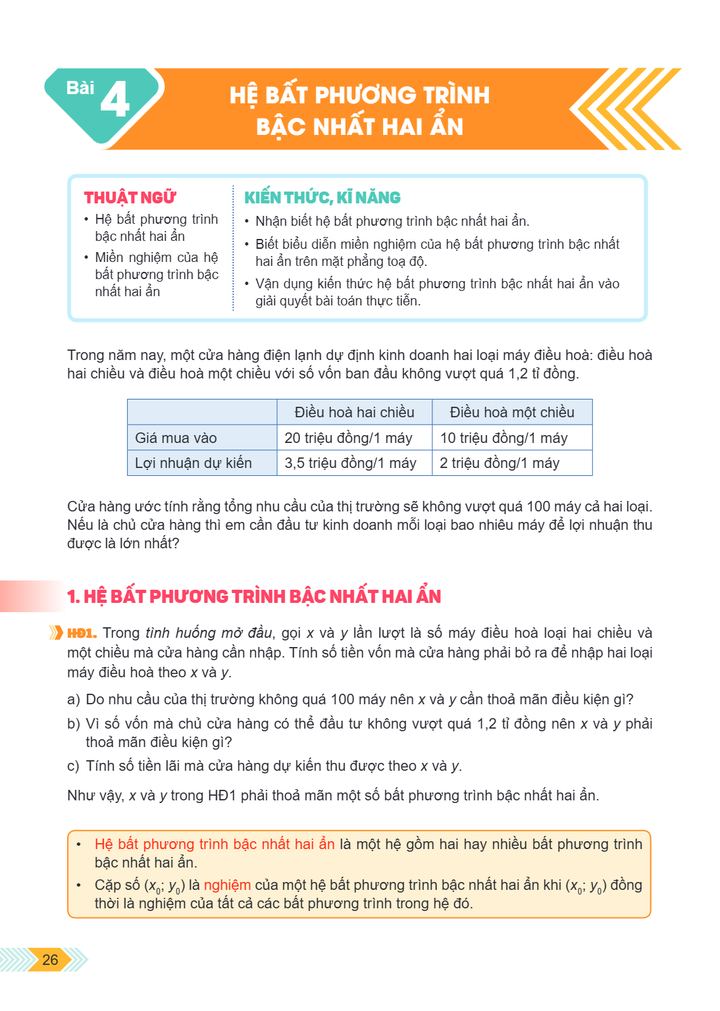 Bài 4
HỆ BẤT PHƯƠNG TRÌNH
BẬC NHẤT HAI ẨN
THUẬT NGỮ
• Hệ bất phương trình
bậc nhất hai ẩn
• Miền nghiệm của hệ
bất phương trình bậc
nhất hai ẩn
KIẾN THỨC, KĨ NĂNG
• Nhận biết hệ bất phương trình bậc nhất hai ẩn.
• Biết biểu diễn miền nghiệm của hệ bất phương trình bậc nhất
hai ẩn trên mặt phẳng toạ độ.
• Vận dụng kiến thức hệ bất phương trình bậc nhất hai ẩn vào
giải quyết bài toán thực tiễn.
Trong năm nay, một cửa hàng điện lạnh dự định kinh doanh hai loại máy điều hoà: điều hoà
hai chiều và điều hoà một chiều với số vốn ban đầu không vượt quá 1,2 tỉ đồng.
Điều hoà hai chiều Điều hoà một chiều
Giá mua vào 20 triệu đồng/1 máy 10 triệu đồng/1 máy
Lợi nhuận dự kiến 3,5 triệu đồng/1 máy 2 triệu đồng/1 máy
Cửa hàng ước tính rằng tổng nhu cầu của thị trường sẽ không vượt quá 100 máy cả hai loại.
Nếu là chủ cửa hàng thì em cần đầu tư kinh doanh mỗi loại bao nhiêu máy để lợi nhuận thu
được là lớn nhất?
1. HỆ BẤT PHƯƠNG TRÌNH BẬC NHẤT HAI ẨN
HĐ1. Trong tình huống mở đầu, gọi x và y lần lượt là số máy điều hoà loại hai chiều và
một chiều mà cửa hàng cần nhập. Tính số tiền vốn mà cửa hàng phải bỏ ra để nhập hai loại
máy điều hoà theo x và y.
a) Do nhu cầu của thị trường không quá 100 máy nên x và y cần thoả mãn điều kiện gì?
b) Vì số vốn mà chủ cửa hàng có thể đầu tư không vượt quá 1,2 tỉ đồng nên x và y phải
thoả mãn điều kiện gì?
c) Tính số tiền lãi mà cửa hàng dự kiến thu được theo x và y.
Như vậy, x và y trong HĐ1 phải thoả mãn một số bất phương trình bậc nhất hai ẩn.
• Hệ bất phương trình bậc nhất hai ẩn là một hệ gồm hai hay nhiều bất phương trình
bậc nhất hai ẩn.
• Cặp số (x₀; y₀) là nghiệm của một hệ bất phương trình bậc nhất hai ẩn khi (x₀; y₀) đồng
thời là nghiệm của tất cả các bất phương trình trong hệ đó.
26